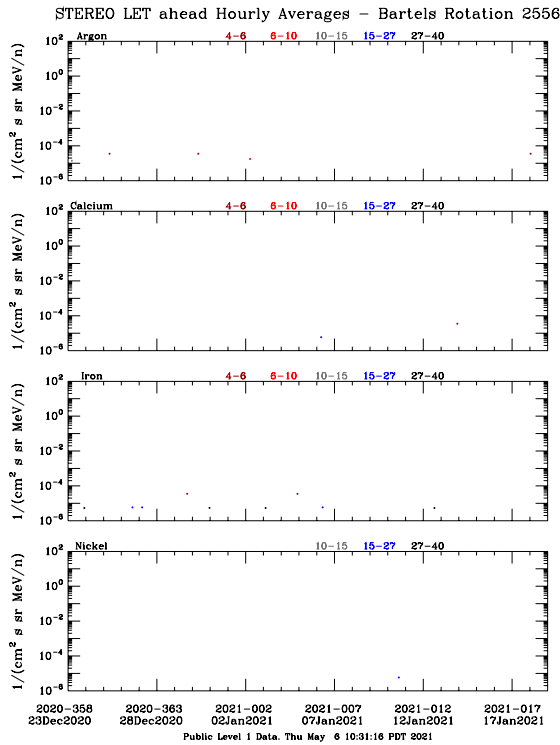 STEREO LET ahead Hourly Averages - Bartels Rotation 2556
Argon 4-6 6-10 10-15 15-27 27-40
10^2
10^0
10^-2
10^-4
10^-6
1/(cm^2 s sr MeV/n)
Calcium 4-6 6-10 10-15 15-27 27-40
10^2
10^0
10^-2
10^-4
10^-6
1/(cm^2 s sr MeV/n)
Iron 4-6 6-10 10-15 15-27 27-40
10^2
10^0
10^-2
10^-4
10^-6
1/(cm^2 s sr MeV/n)
Nickel 10-15 15-27 27-40
10^2
10^0
10^-2
10^-4
10^-6
1/(cm^2 s sr MeV/n)
2020-358 2020-363 2021-002 2021-007 2021-012 2021-017
23Dec2020 28Dec2020 02Jan2021 07Jan2021 12Jan2021 17Jan2021
Public Level 1 Data. Thu May 6 10:31:16 PDT 2021